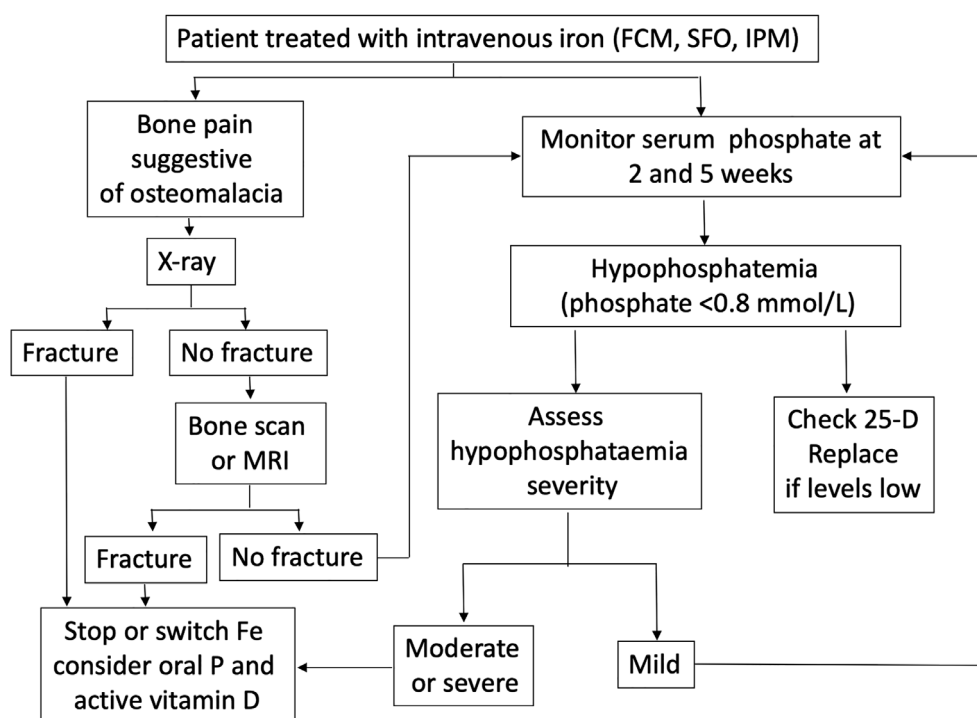 Patient treated with intravenous iron (FCM, SFO, IPM)
Bone pain
suggestive
of osteomalacia
Monitor serum phosphate at
2 and 5 weeks
X-ray
Hypophosphatemia
(phosphate <0.8 mmol/L)
Fracture
No fracture
Bone scan
or MRI
Assess
hypophosphataemia
severity
Check 25-D
Replace
if levels low
Fracture
No fracture
Stop or switch Fe
consider oral P and
active vitamin D
Moderate
or severe
Mild